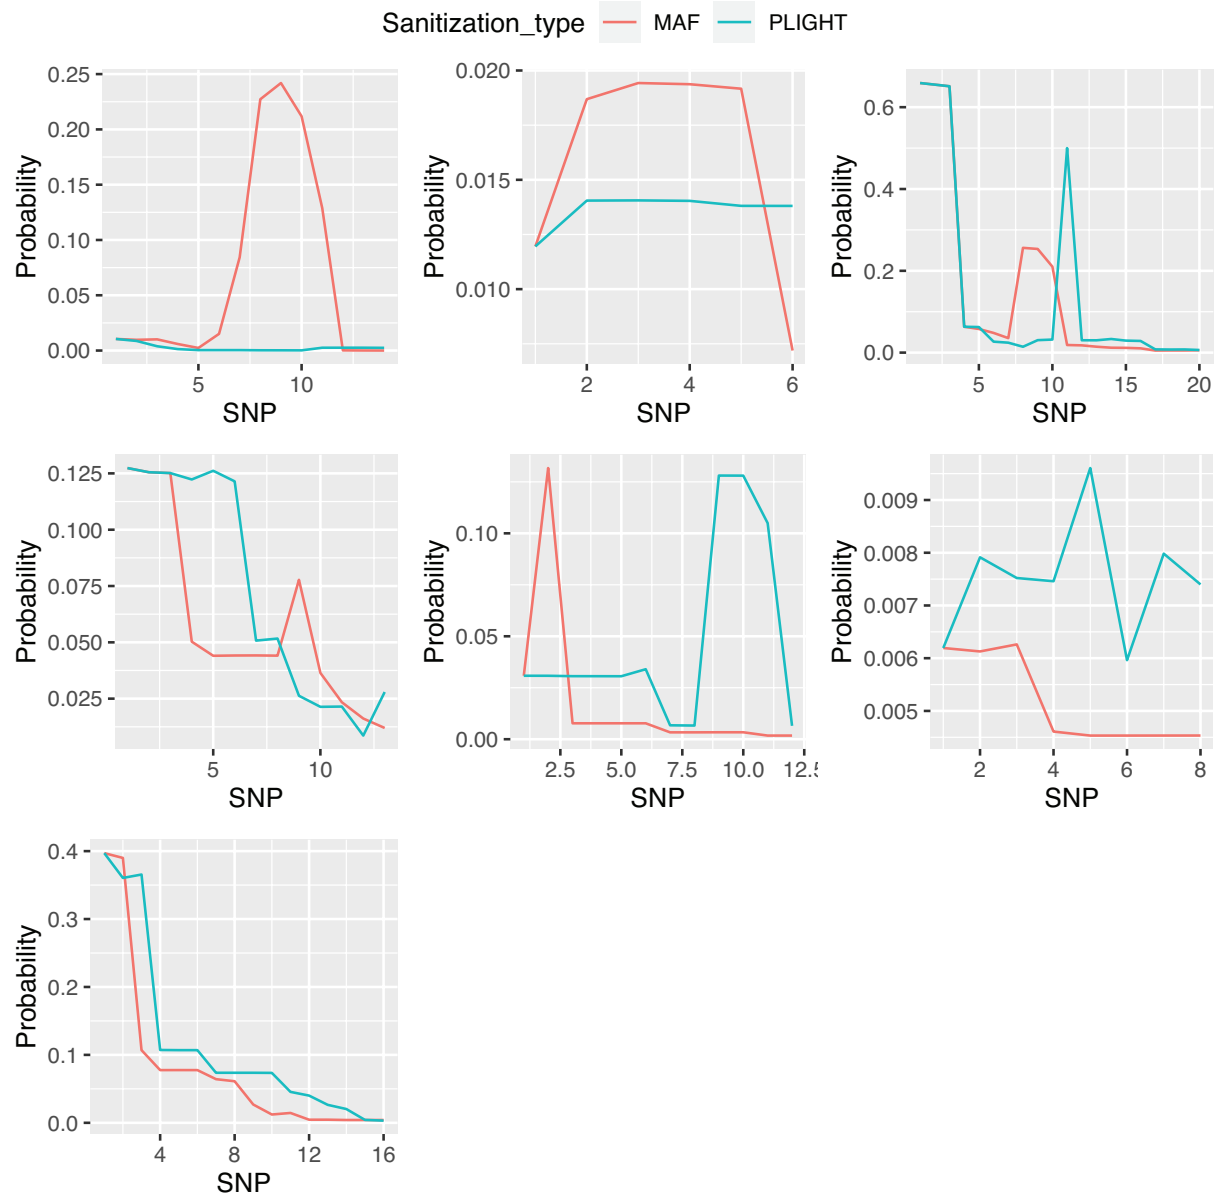 Sanitization_type MAF PLIGHT
0.25
0.20
0.15
0.10
0.05
0.00
Probability
5 10
SNP
0.020
0.015
0.010
Probability
2 4 6
SNP
0.6
0.4
0.2
0.0
Probability
5 10 15 20
SNP
0.125
0.100
0.075
0.050
0.025
Probability
5 10
SNP
0.10
0.05
0.00
Probability
2.5 5.0 7.5 10.0 12.5
SNP
0.009
0.008
0.007
0.006
0.005
Probability
2 4 6 8
SNP
0.4
0.3
0.2
0.1
0.0
Probability
4 8 12 16
SNP